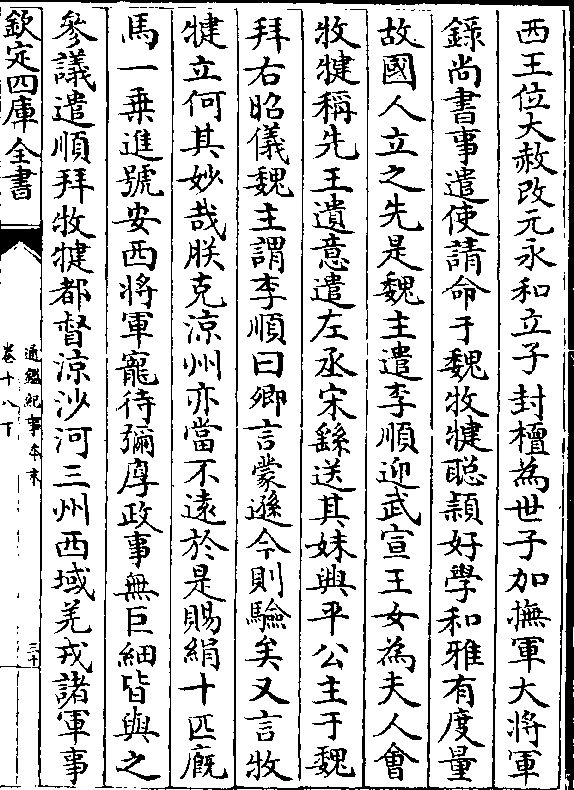 西王位大赦改元永和立子封檀為世子加撫軍大將軍
錄尚書事遣使請命于魏牧犍聰穎好學和雅有度量
故國人立之先是魏主遣李順迎武宣王女為夫人會
牧犍稱先王遺意遣左丞宋繇送其妹興平公主于魏
拜右昭儀魏主謂李順曰卿言蒙遜今則驗矣又言牧
犍立何其妙哉朕克涼州亦當不遠於是賜絹十匹廐
馬一乘進號安西將軍寵待彌厚政事無巨細皆與之
參議遣順拜牧犍都督涼沙河三州西域羌戎諸軍事
欽定四庫全書
通鑑紀事本末
卷十八下
三十